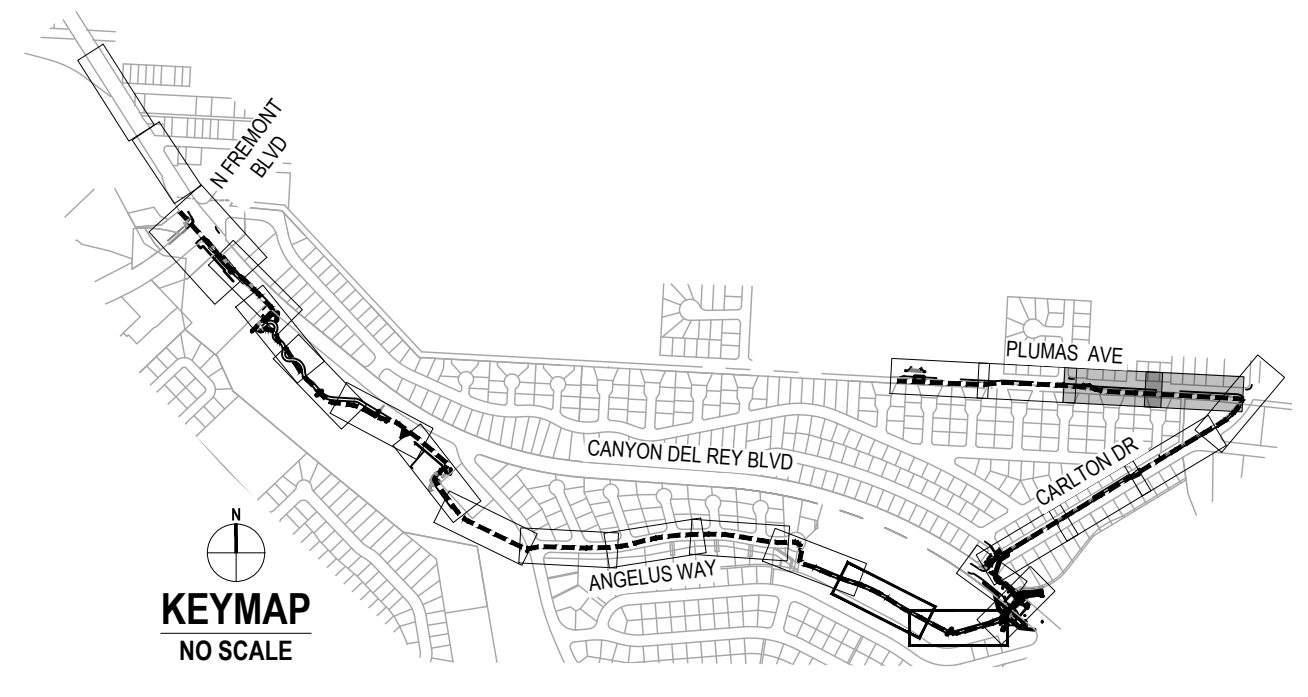 N FREMONT
BLVD
PLUMAS AVE
CANYON DEL REY BLVD
CARLTON DR
ANGELUS WAY
N
KEYMAP
NO SCALE